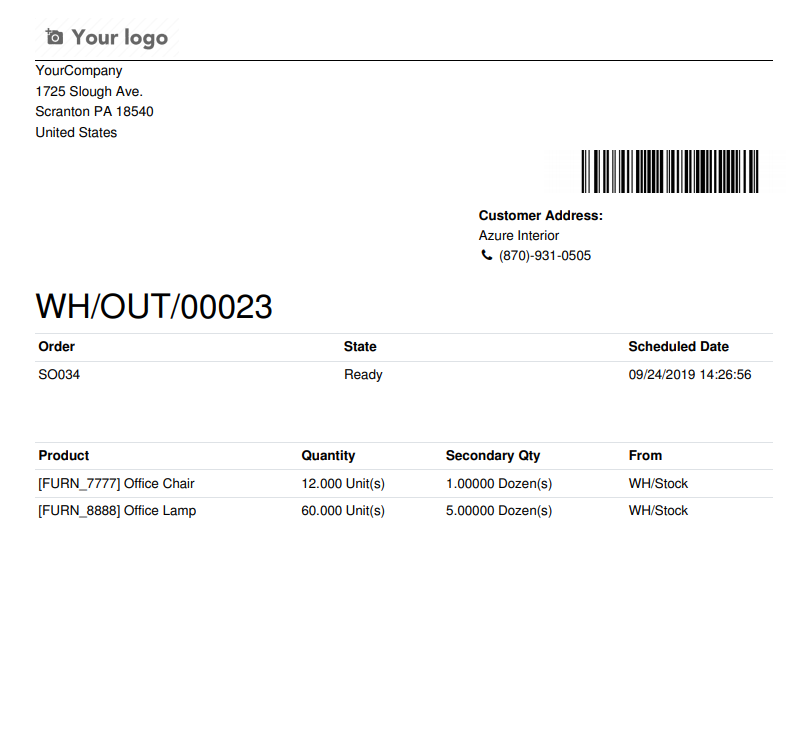 Your logo
YourCompany
1725 Slough Ave.
Scranton PA 18540
United States
Customer Address:
Azure Interior
(870)-931-0505
WH/OUT/00023
Order State Scheduled Date
SO034 Ready 09/24/2019 14:26:56
Product Quantity Secondary Qty From
[FURN_7777] Office Chair 12.000 Unit(s) 1.00000 Dozen(s) WH/Stock
[FURN_8888] Office Lamp 60.000 Unit(s) 5.00000 Dozen(s) WH/Stock